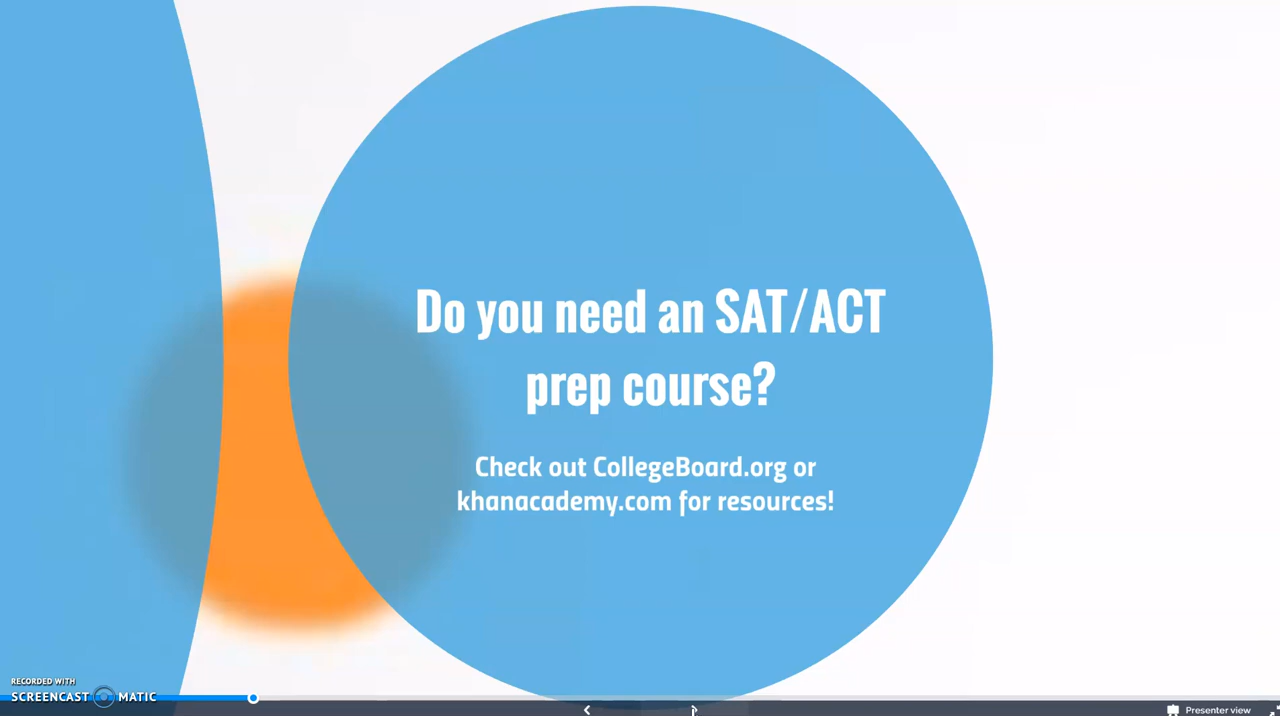 Do you need an SAT/ACT
prep course?
Check out CollegeBoard.org or
khanacademy.com for resources!
RECORDED WITH
SCREENCAST MATIC
Presenter view